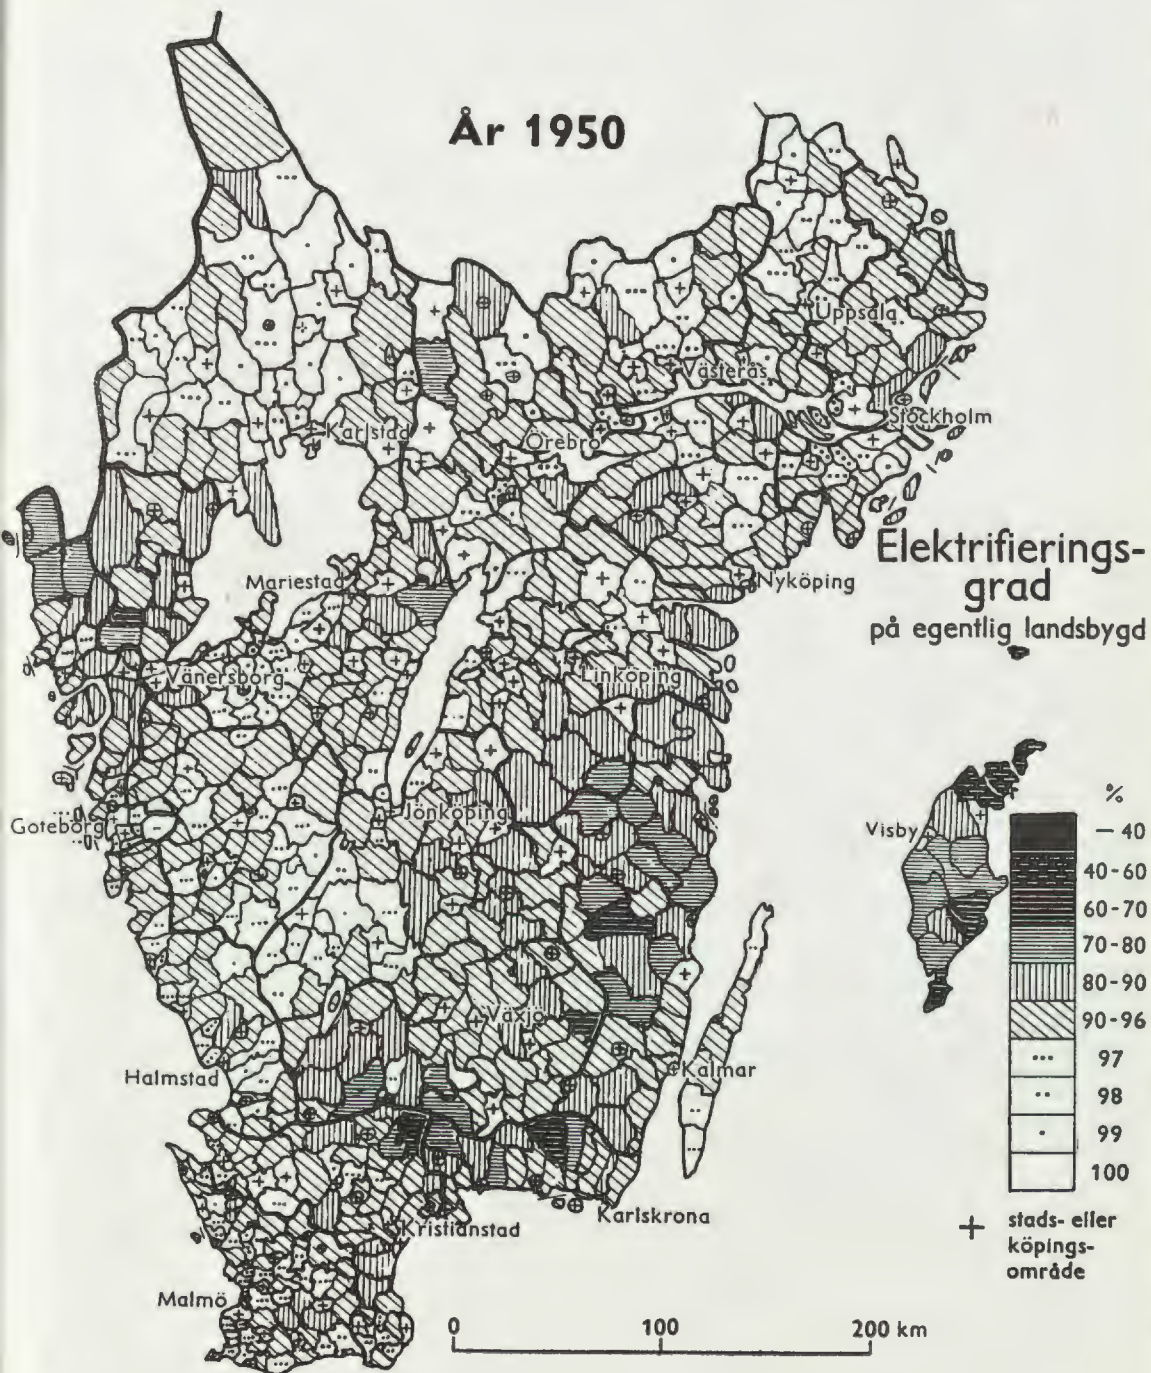 År 1950
Uppsala
Västerås
Stockholm
Karlstad
Örebro
Elektrifierings-
grad
på egentlig landsbygd
Mariestad
Nyköping
Vänersborg
Linköping
Göteborg
Jönköping
Visby
%
— 40
40-60
60-70
70-80
80-90
90-96
97
98
99
100
Växjö
Halmstad
Kalmar
Karlskrona
Kristianstad
+ stads- eller
köpings-
område
Malmö
0 100 200 km